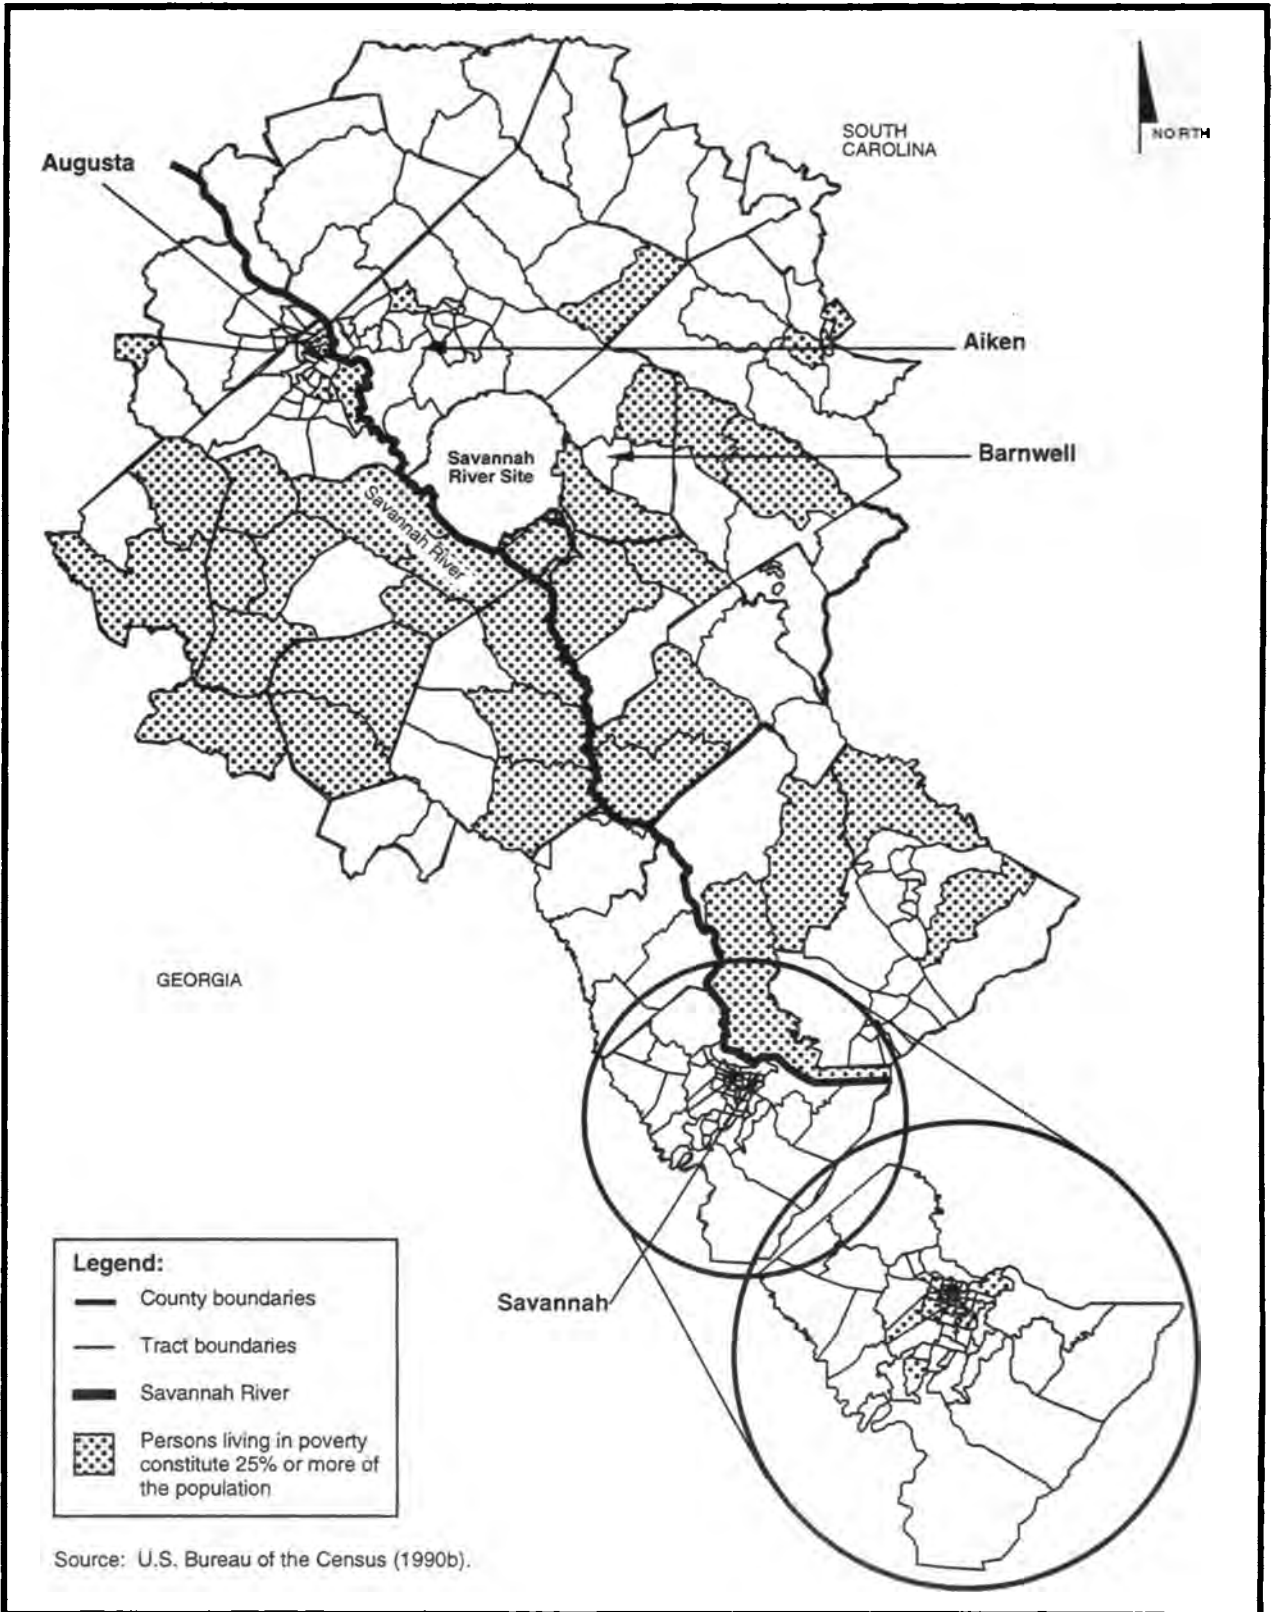 SOUTH
CAROLINA
NORTH
Augusta
Aiken
Savannah
River Site
Barnwell
Savannah River
GEORGIA
Savannah
Legend:
County boundaries
Tract boundaries
Savannah River
Persons living in poverty
constitute 25% or more of
the population
Source: U.S. Bureau of the Census (1990b).